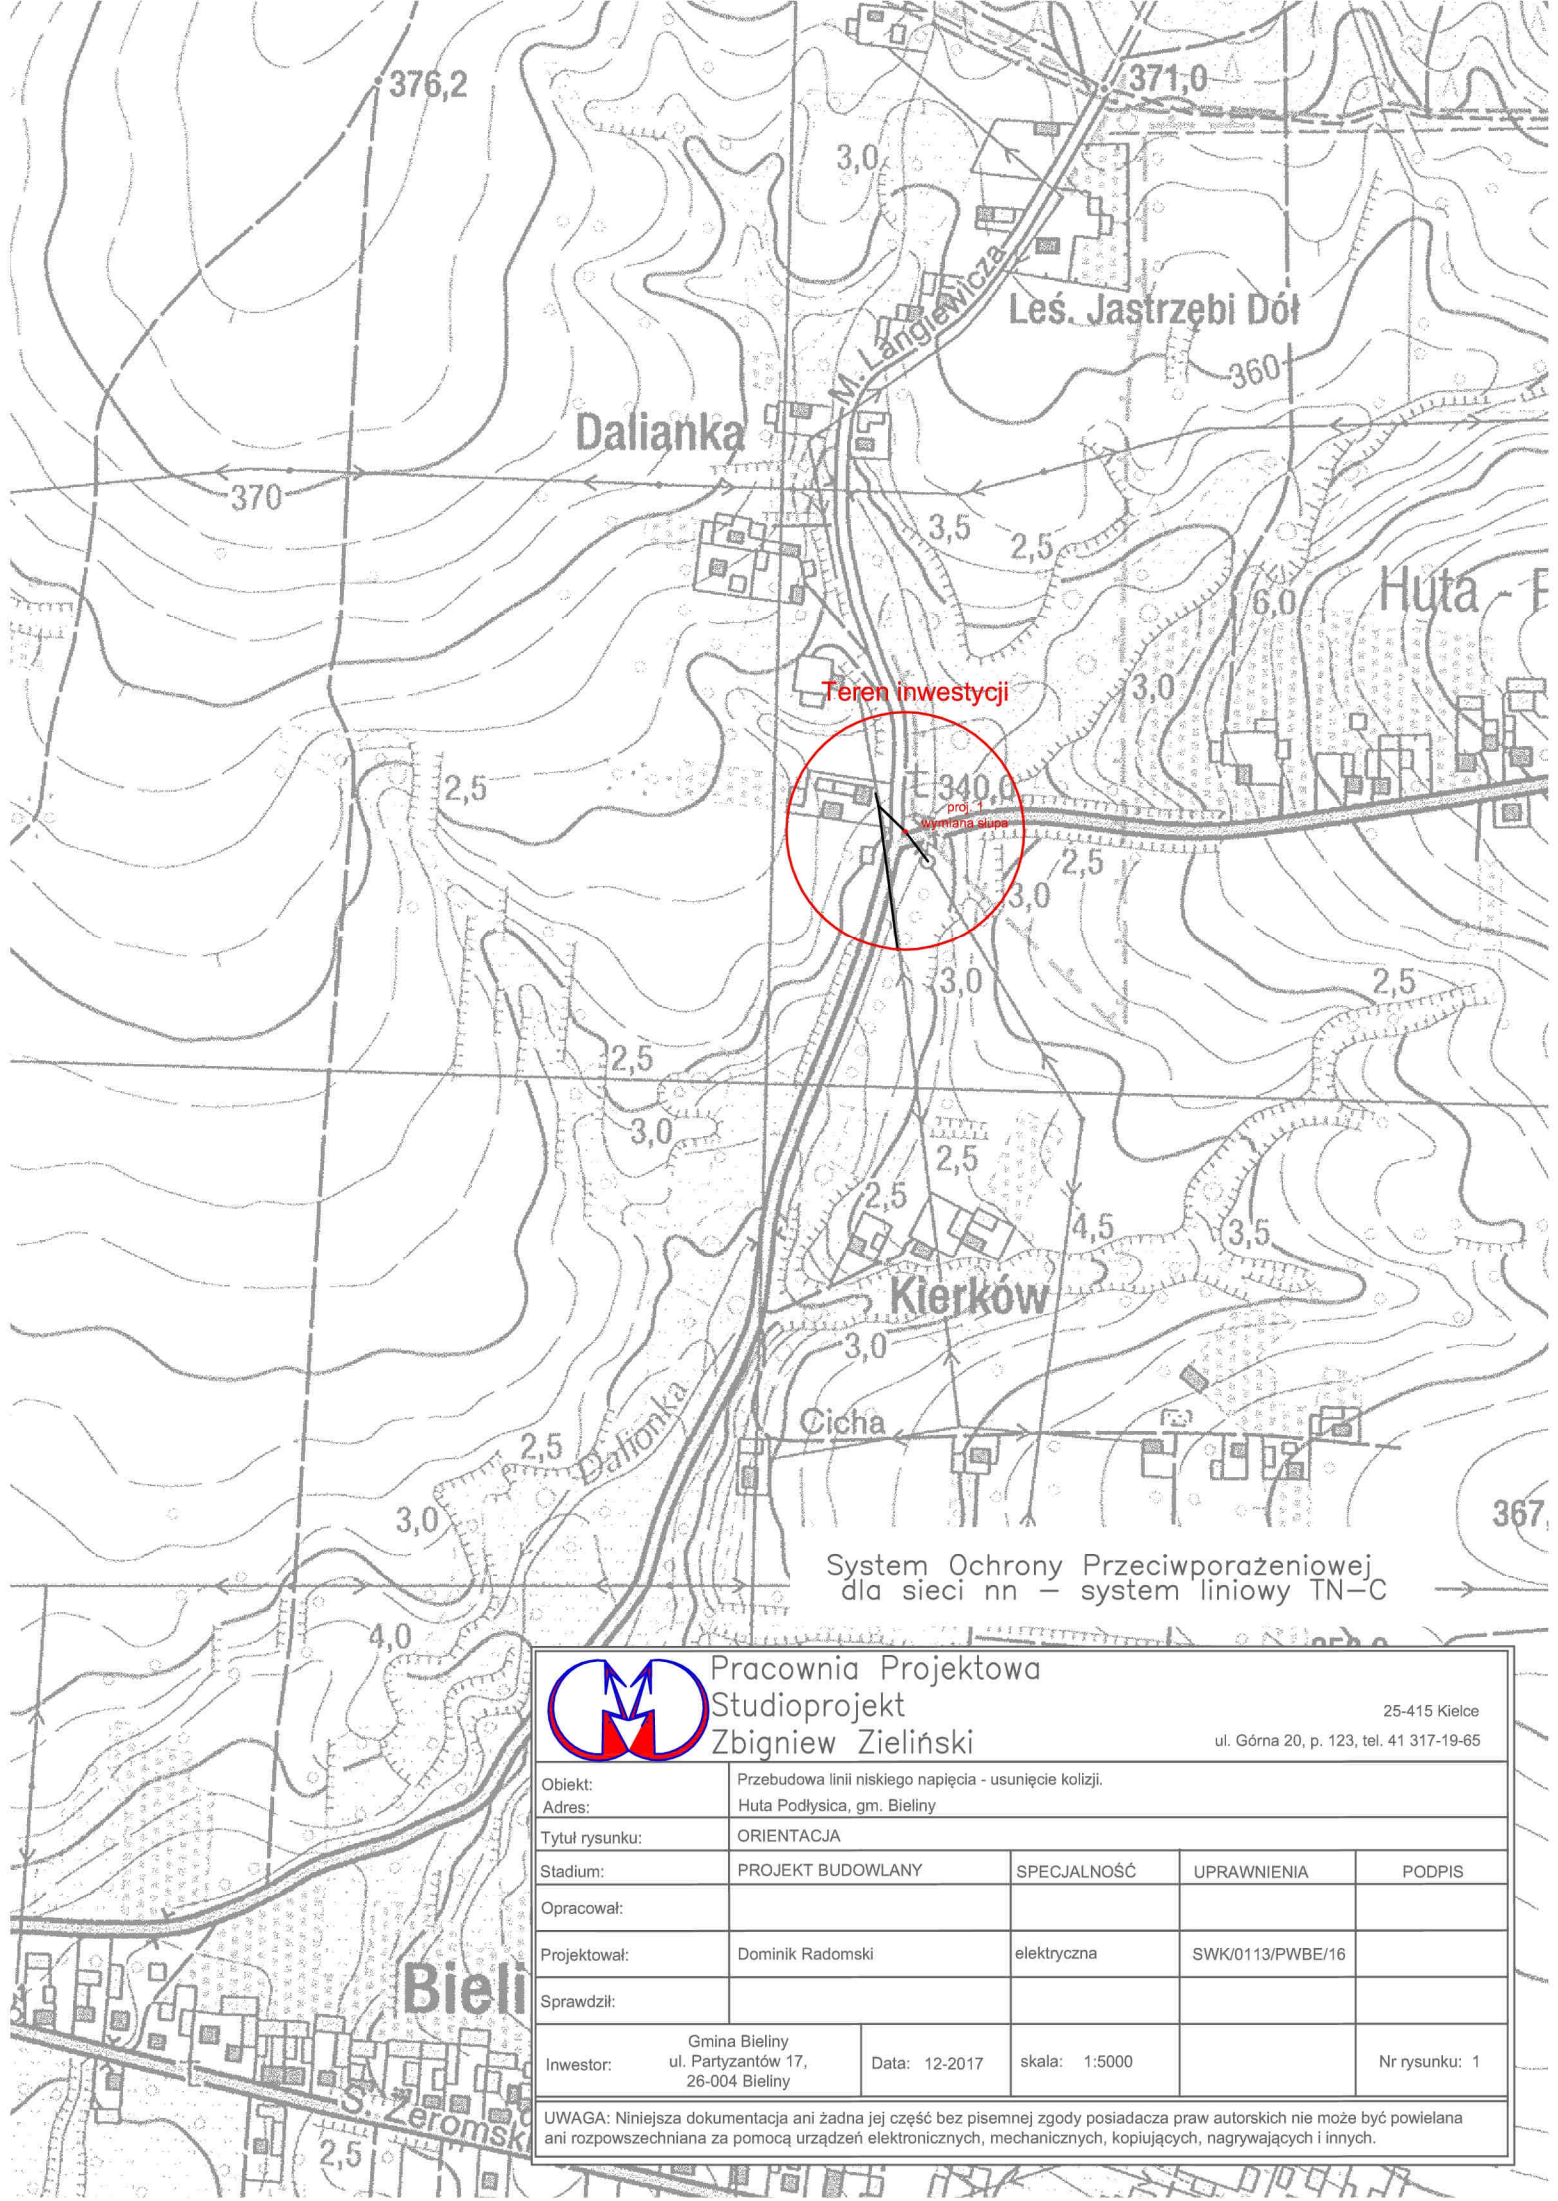 376,2
371,0
3,0
M. Langiewicza
Leś. Jastrzębi Dół
360
Dalianka
370
3,5
2,5
6,0
Huta - P
3,0
Teren inwestycji
340,0
proj. 1
wymiana słupa
2,5
2,5
3,0
3,0
2,5
2,5
3,0
2,5
2,5
4,5
3,5
Kierków
3,0
Cicha
Dalionka
2,5
3,0
367,
System Ochrony Przeciwporażeniowej
dla sieci nn – system liniowy TN-C
4,0
Pracownia Projektowa
Studioprojekt
Zbigniew Zieliński
25-415 Kielce
ul. Górna 20, p. 123, tel. 41 317-19-65
Obiekt: Przebudowa linii niskiego napięcia - usunięcie kolizji.
Adres: Huta Podłysica, gm. Bieliny
Tytuł rysunku: ORIENTACJA
Stadium: PROJEKT BUDOWLANY SPECJALNOŚĆ UPRAWNIENIA PODPIS
Opracował:
Projektował: Dominik Radomski elektryczna SWK/0113/PWBE/16
Sprawdził:
Inwestor: Gmina Bieliny
ul. Partyzantów 17,
26-004 Bieliny
Data: 12-2017 skala: 1:5000 Nr rysunku: 1
UWAGA: Niniejsza dokumentacja ani żadna jej część bez pisemnej zgody posiadacza praw autorskich nie może być powielana
ani rozpowszechniana za pomocą urządzeń elektronicznych, mechanicznych, kopiujących, nagrywających i innych.
Bieli
S. Żeromski
2,5